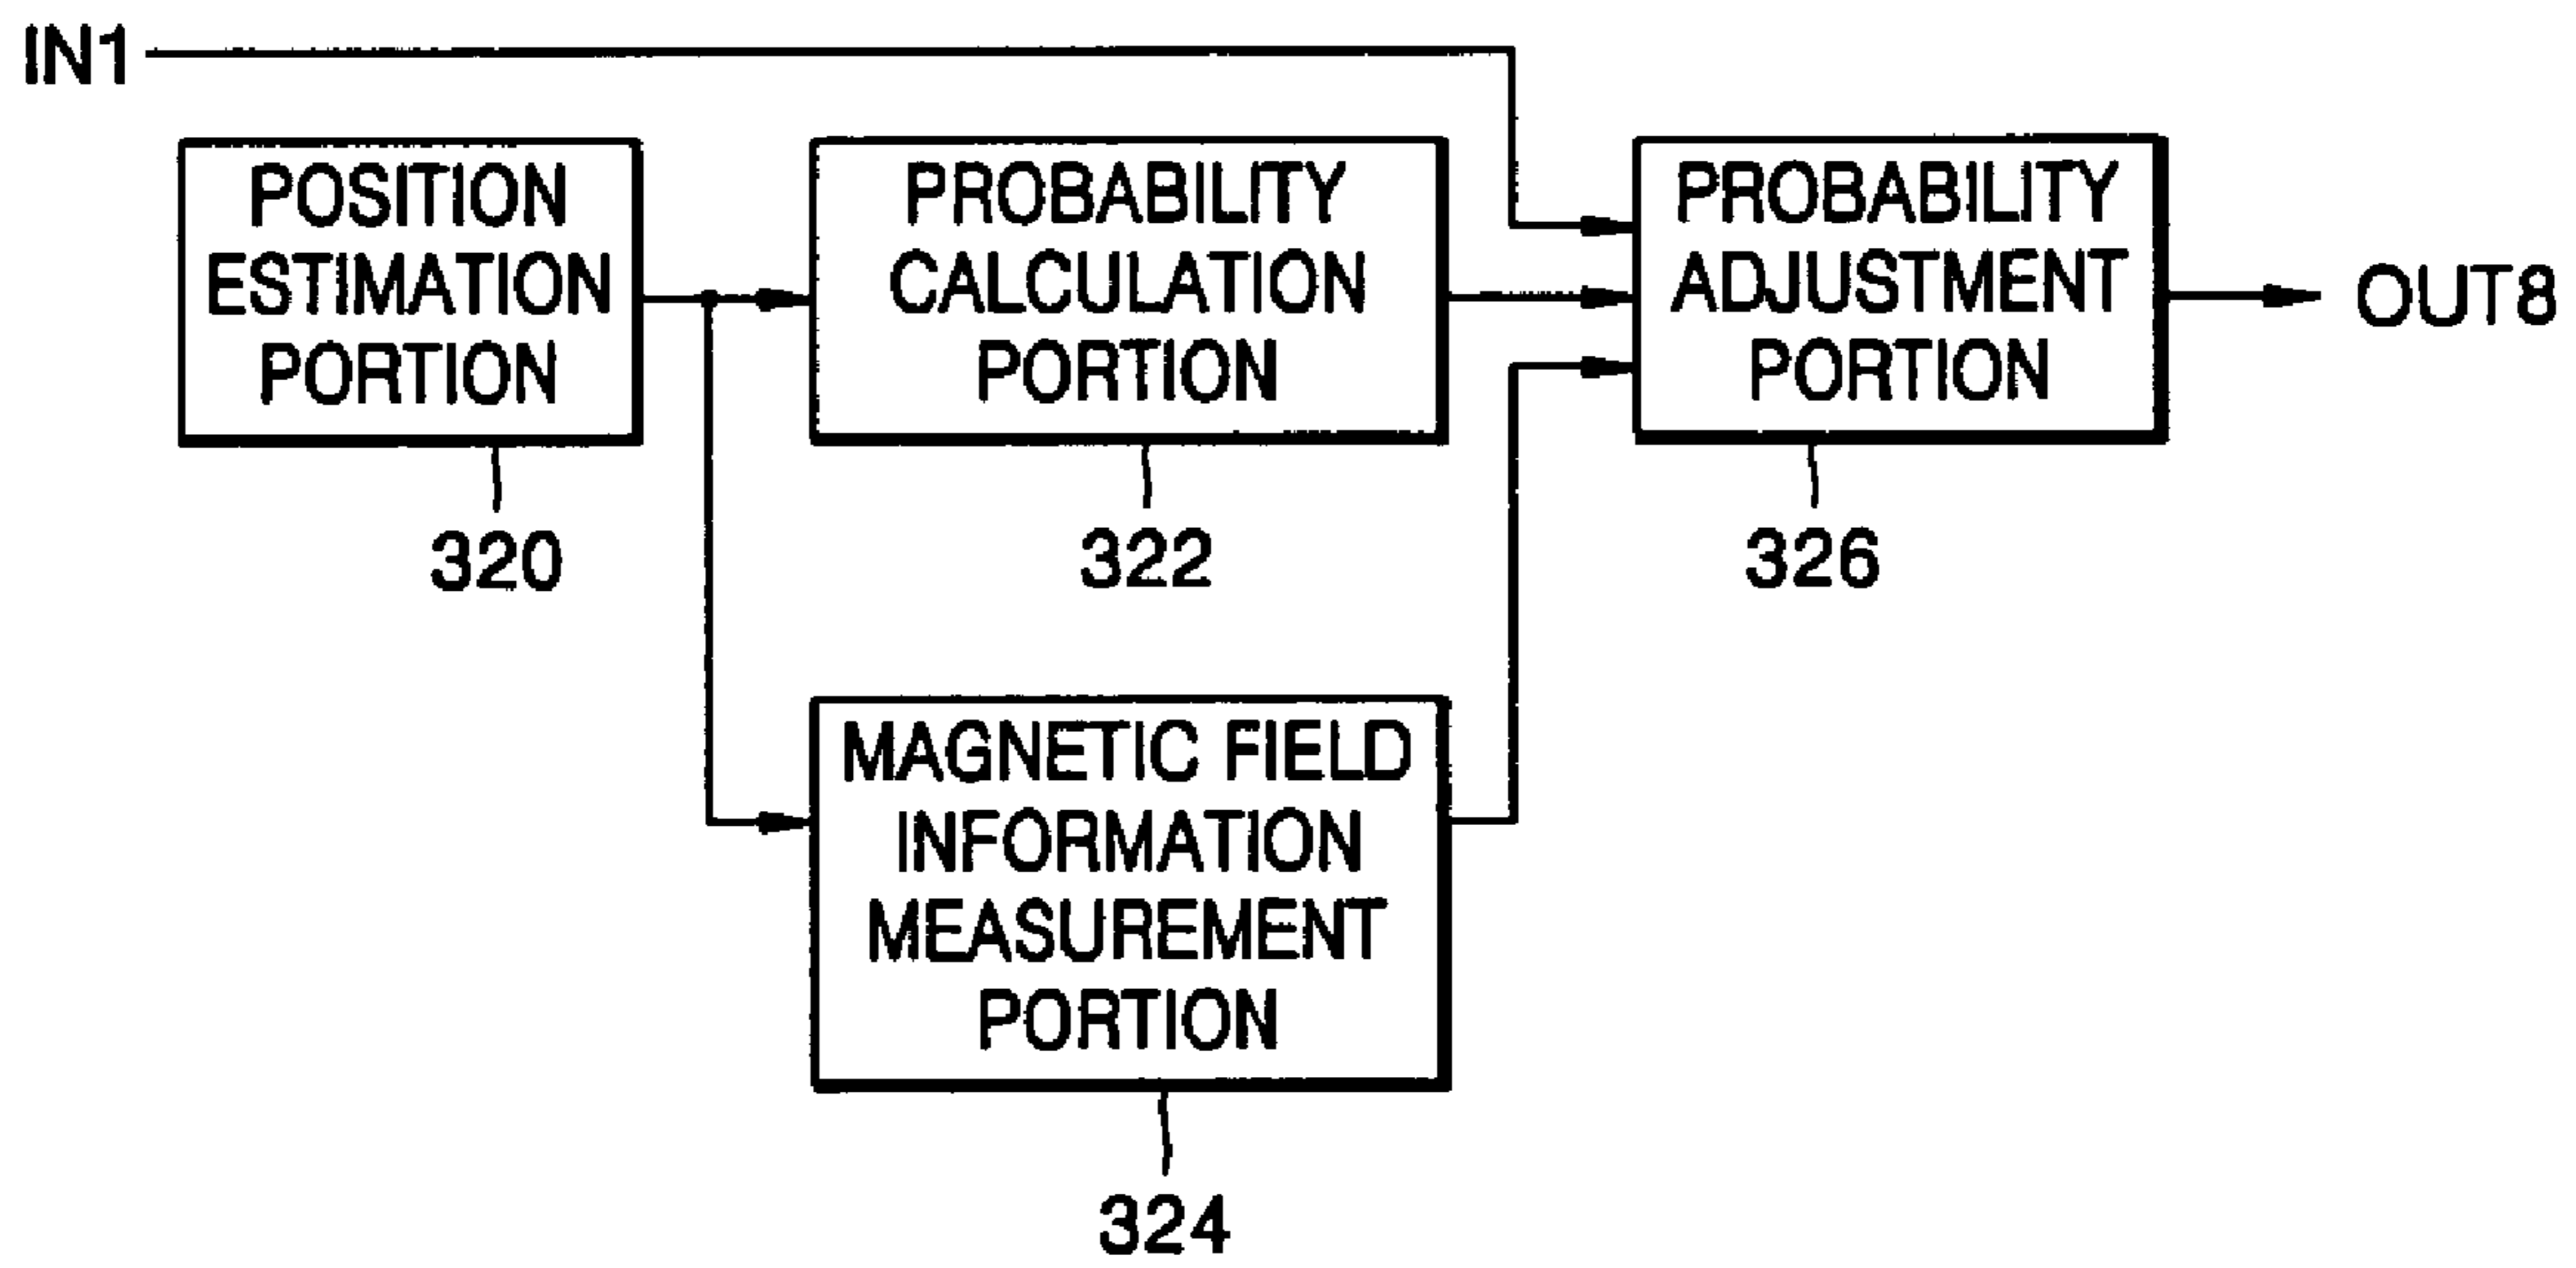 IN1
POSITION
ESTIMATION
PORTION
320
PROBABILITY
CALCULATION
PORTION
322
PROBABILITY
ADJUSTMENT
PORTION
326
OUT8
MAGNETIC FIELD
INFORMATION
MEASUREMENT
PORTION
324